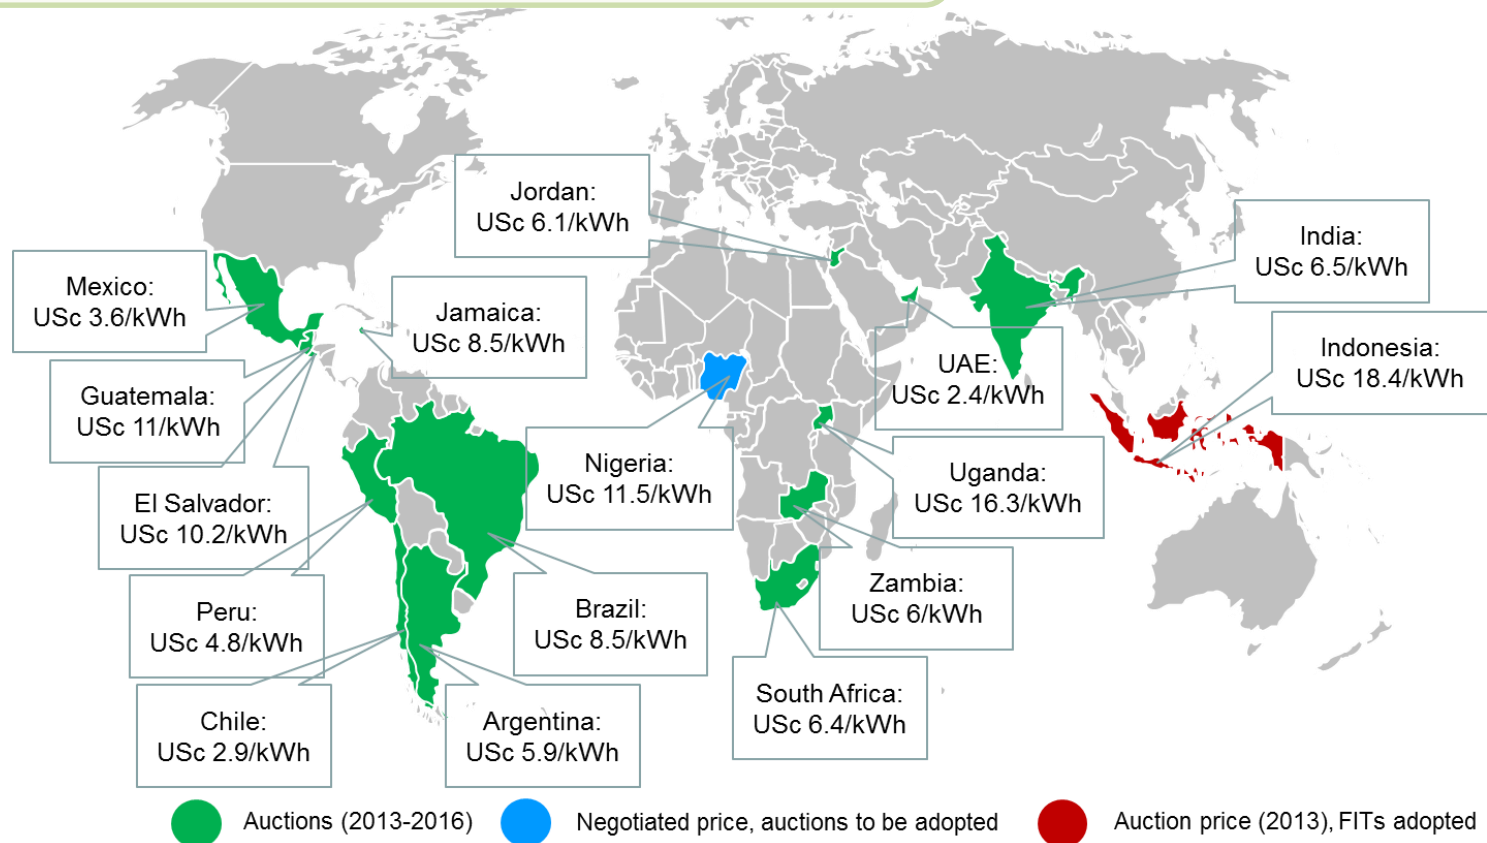 Jordan:
USc 6.1/kWh
India:
USc 6.5/kWh
Mexico:
USc 3.6/kWh
Jamaica:
USc 8.5/kWh
Indonesia:
USc 18.4/kWh
UAE:
USc 2.4/kWh
Guatemala:
USc 11/kWh
Nigeria:
USc 11.5/kWh
Uganda:
USc 16.3/kWh
El Salvador:
USc 10.2/kWh
Zambia:
USc 6/kWh
Peru:
USc 4.8/kWh
Brazil:
USc 8.5/kWh
South Africa:
USc 6.4/kWh
Chile:
USc 2.9/kWh
Argentina:
USc 5.9/kWh
Auctions (2013-2016)
Negotiated price, auctions to be adopted
Auction price (2013), FITs adopted